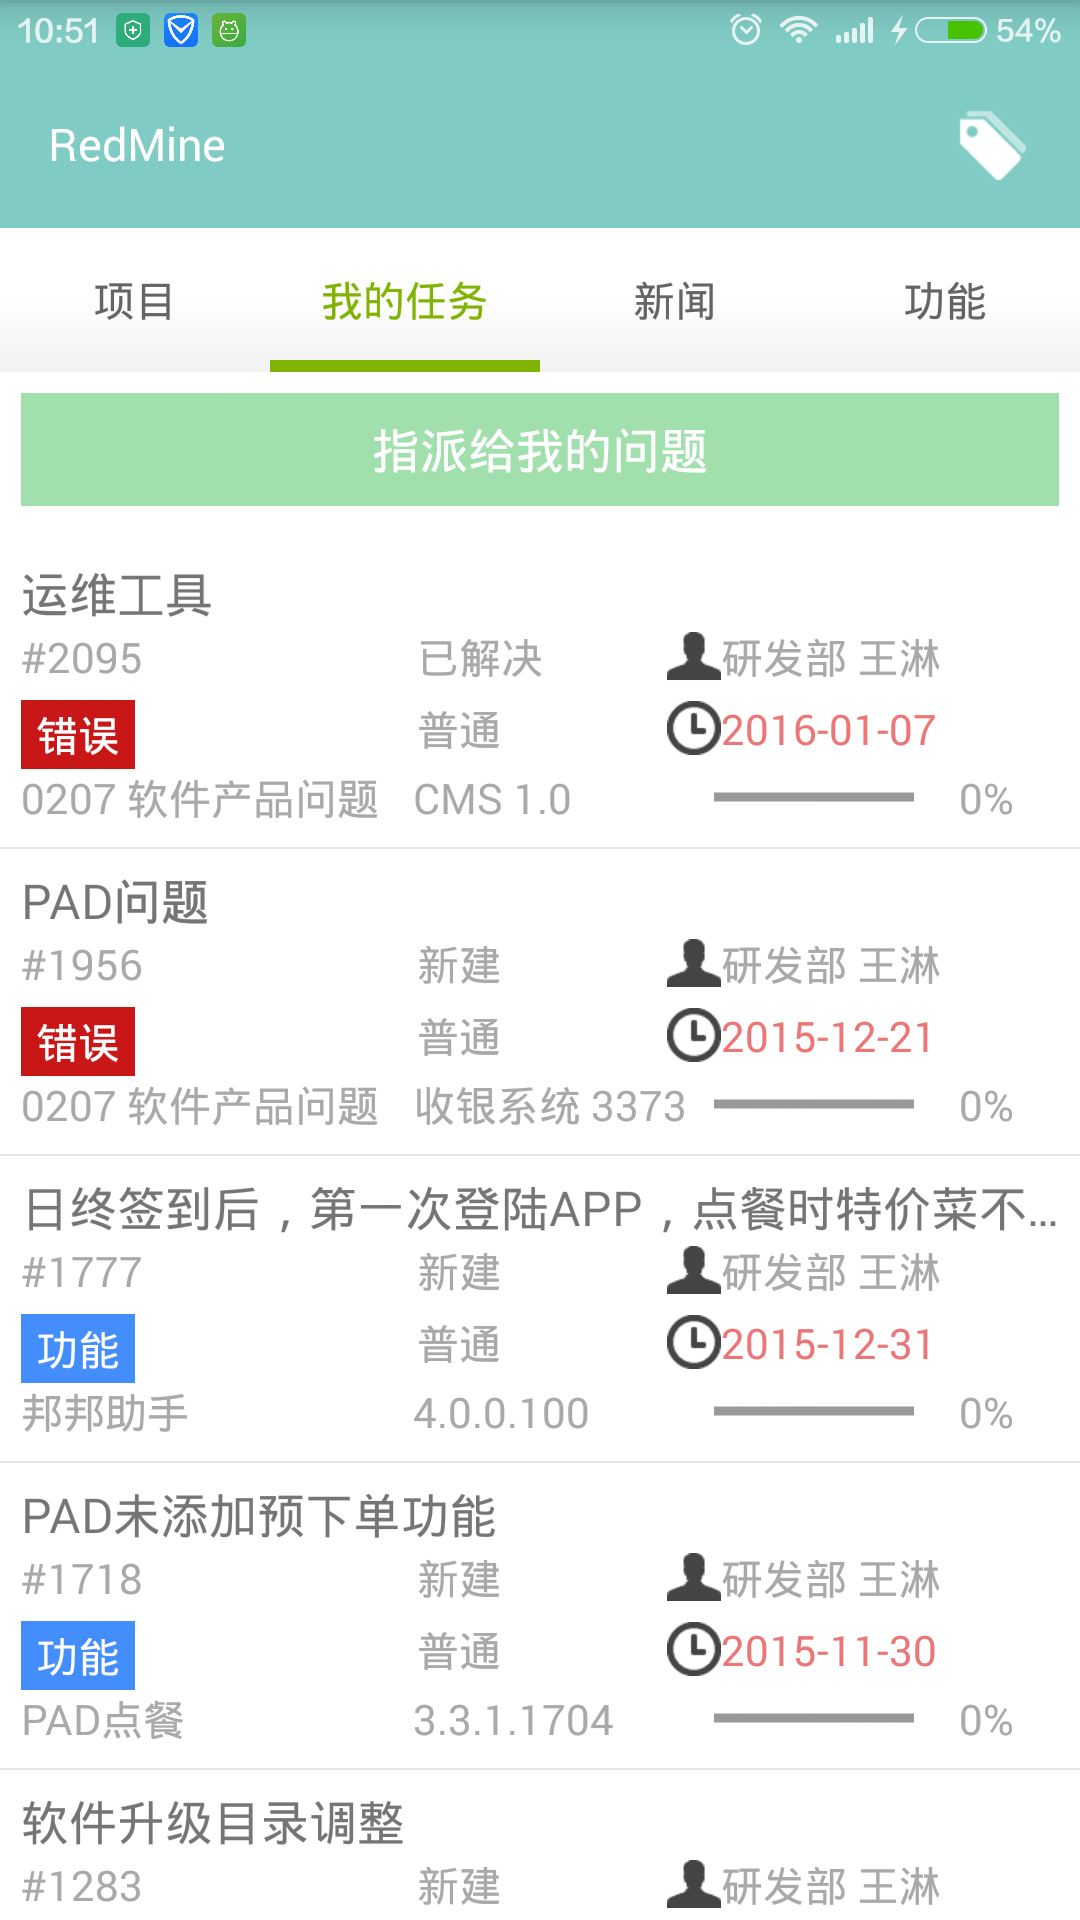 10:51 54%
RedMine
项目 我的任务 新闻 功能
指派给我的问题
运维工具
#2095 已解决 研发部 王淋
错误 普通 2016-01-07
0207 软件产品问题 CMS 1.0 0%
PAD问题
#1956 新建 研发部 王淋
错误 普通 2015-12-21
0207 软件产品问题 收银系统 3373 0%
日终签到后，第一次登陆APP，点餐时特价菜不...
#1777 新建 研发部 王淋
功能 普通 2015-12-31
邦邦助手 4.0.0.100 0%
PAD未添加预下单功能
#1718 新建 研发部 王淋
功能 普通 2015-11-30
PAD点餐 3.3.1.1704 0%
软件升级目录调整
#1283 新建 研发部 王淋